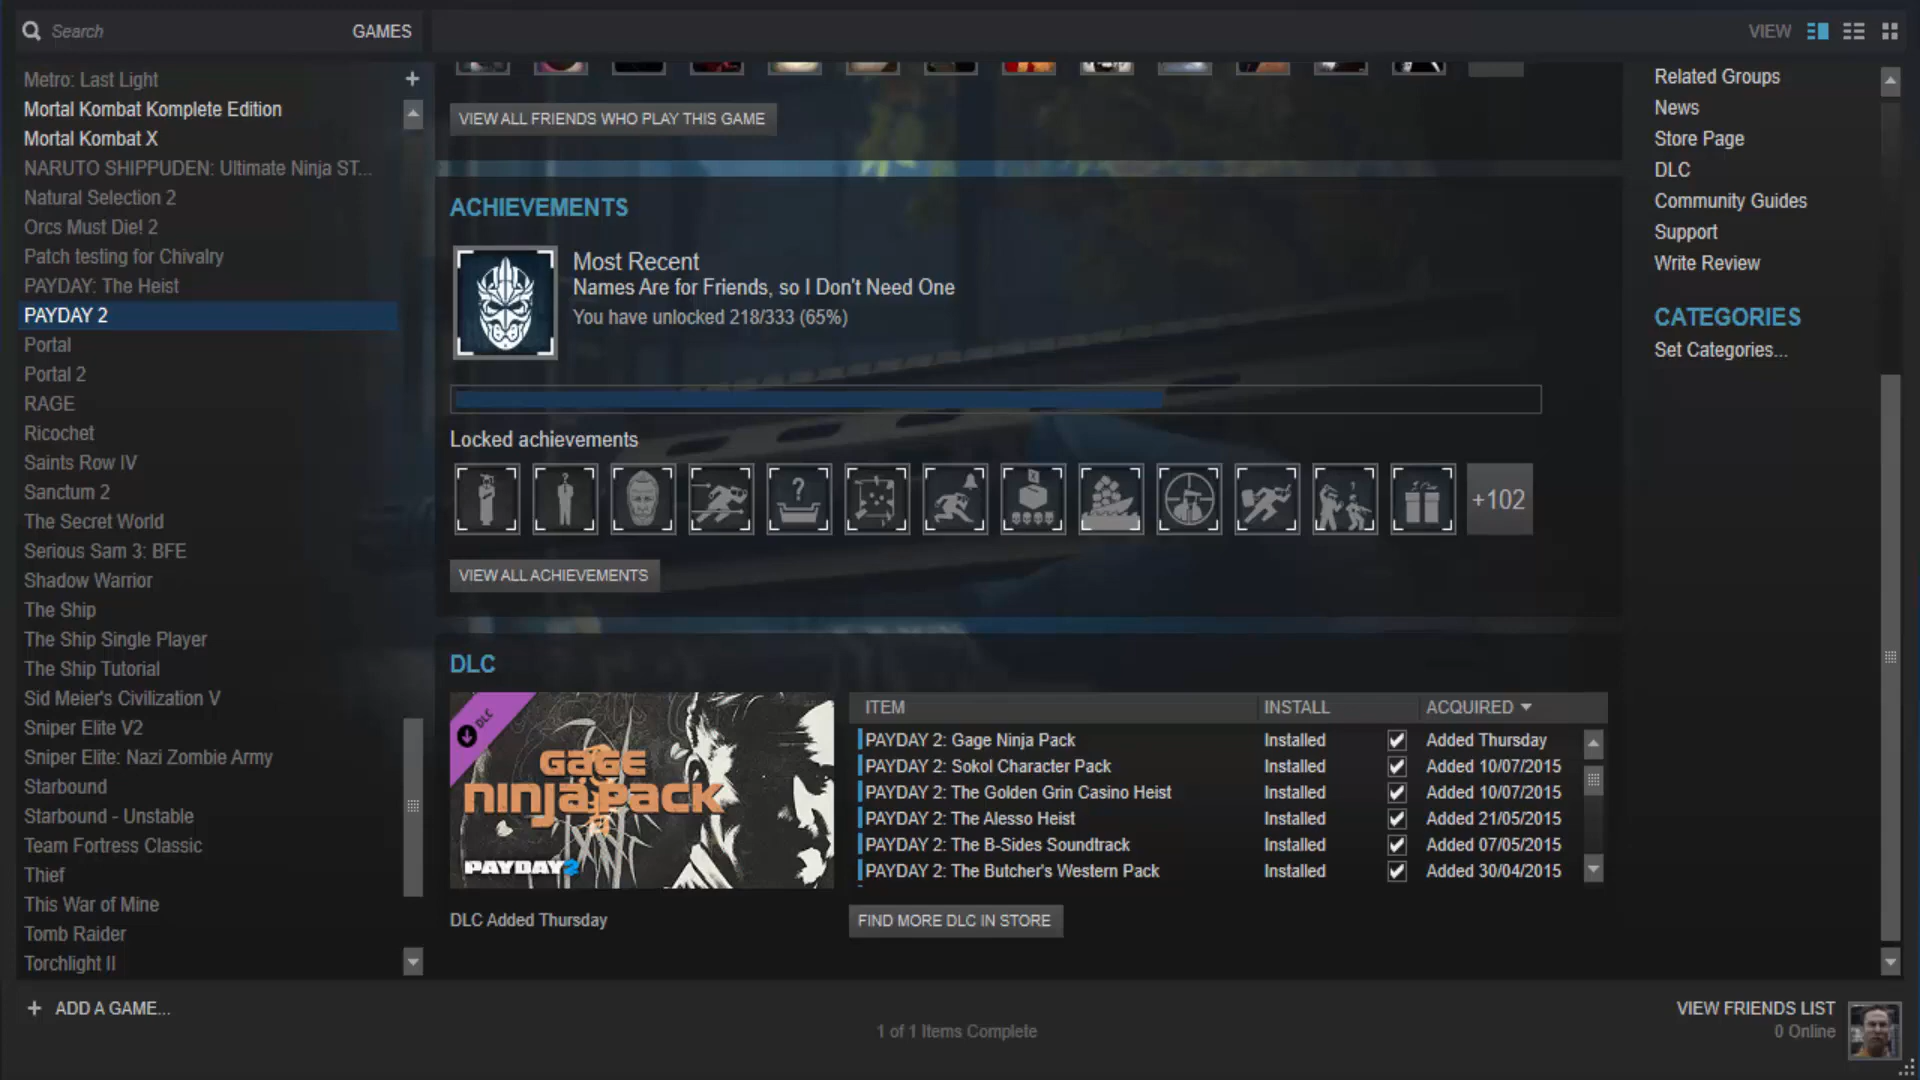 Search
GAMES
VIEW
Metro: Last Light
Mortal Kombat Komplete Edition
Mortal Kombat X
NARUTO SHIPPUDEN: Ultimate Ninja ST...
Natural Selection 2
Orcs Must Die! 2
Patch testing for Chivalry
PAYDAY: The Heist
PAYDAY 2
Portal
Portal 2
RAGE
Ricochet
Saints Row IV
Sanctum 2
The Secret World
Serious Sam 3: BFE
Shadow Warrior
The Ship
The Ship Single Player
The Ship Tutorial
Sid Meier's Civilization V
Sniper Elite V2
Sniper Elite: Nazi Zombie Army
Starbound
Starbound - Unstable
Team Fortress Classic
Thief
This War of Mine
Tomb Raider
Torchlight II
+ ADD A GAME...
VIEW ALL FRIENDS WHO PLAY THIS GAME
ACHIEVEMENTS
Most Recent
Names Are for Friends, so I Don't Need One
You have unlocked 218/333 (65%)
Locked achievements
+102
VIEW ALL ACHIEVEMENTS
DLC
DLC
GAGE
NINJA PACK
PAYDAY 2
DLC Added Thursday
ITEM INSTALL ACQUIRED
PAYDAY 2: Gage Ninja Pack Installed Added Thursday
PAYDAY 2: Sokol Character Pack Installed Added 10/07/2015
PAYDAY 2: The Golden Grin Casino Heist Installed Added 10/07/2015
PAYDAY 2: The Alesso Heist Installed Added 21/05/2015
PAYDAY 2: The B-Sides Soundtrack Installed Added 07/05/2015
PAYDAY 2: The Butcher's Western Pack Installed Added 30/04/2015
FIND MORE DLC IN STORE
Related Groups
News
Store Page
DLC
Community Guides
Support
Write Review
CATEGORIES
Set Categories...
1 of 1 Items Complete
VIEW FRIENDS LIST
0 Online